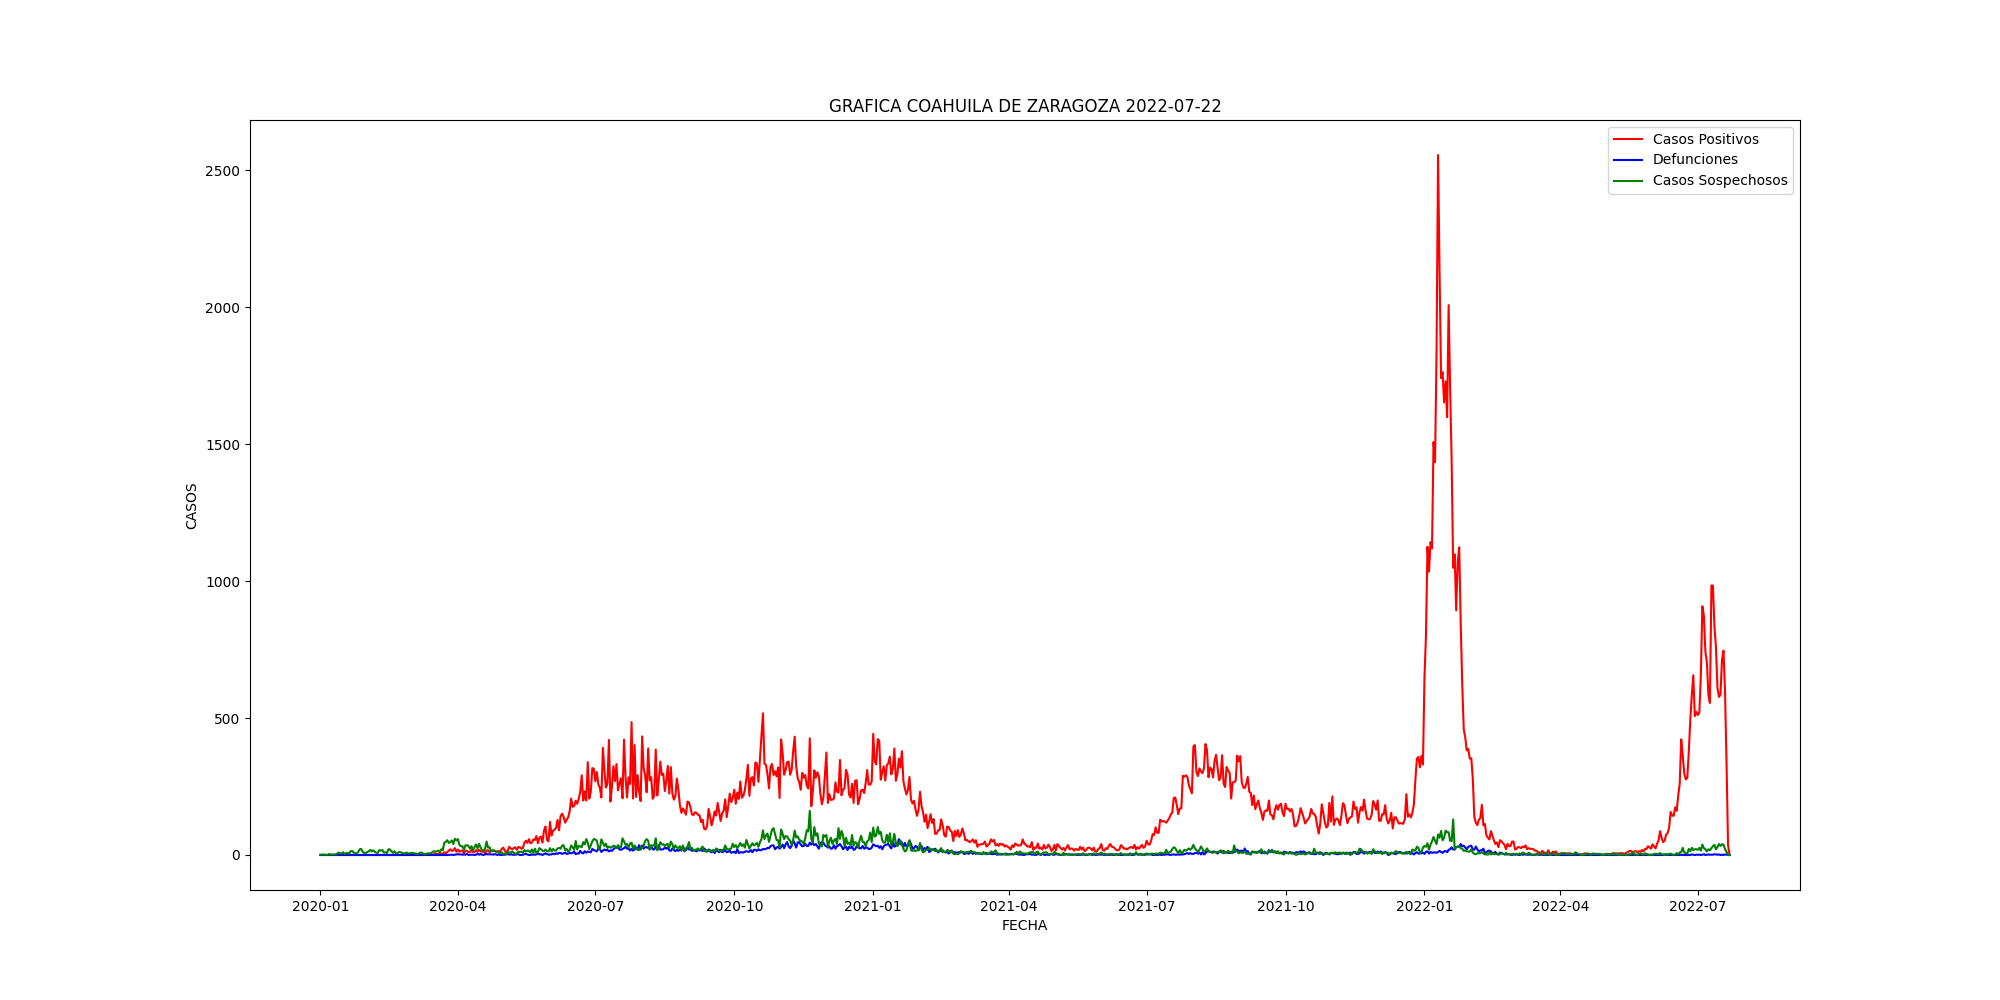 GRAFICA COAHUILA DE ZARAGOZA 2022-07-22
Casos Positivos
Defunciones
Casos Sospechosos
2500
2000
1500
1000
500
0
CASOS
2020-01 2020-04 2020-07 2020-10 2021-01 2021-04 2021-07 2021-10 2022-01 2022-04 2022-07
FECHA